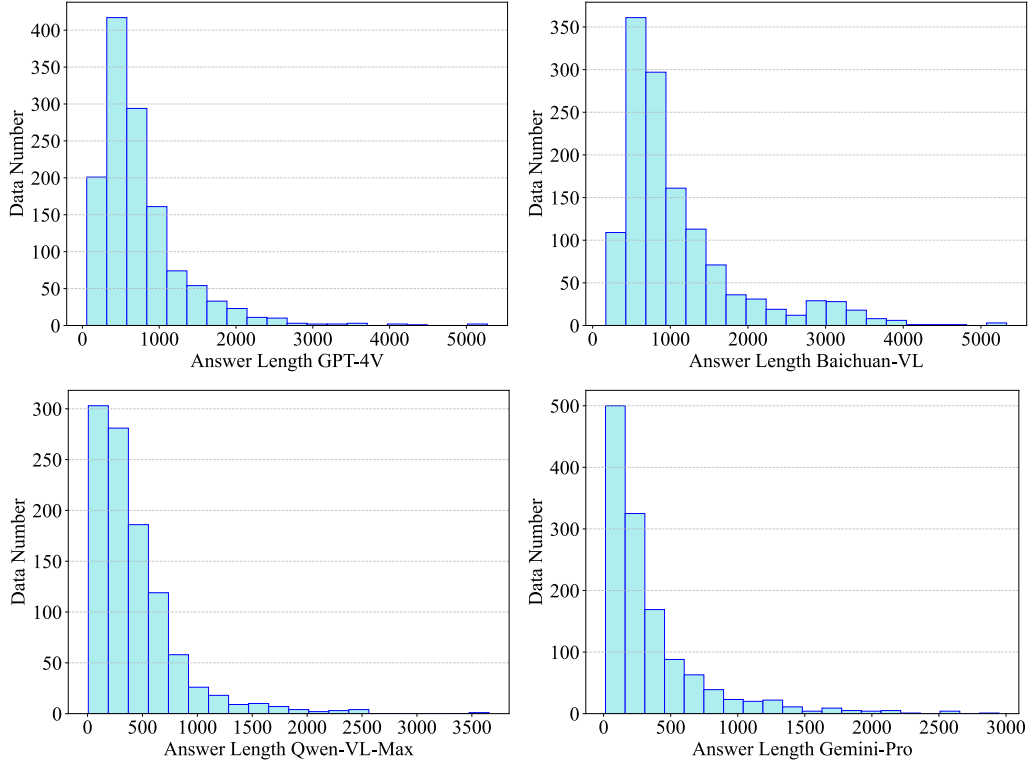 400
350
300
250
200
150
100
50
0
Data Number
0 1000 2000 3000 4000 5000
Answer Length GPT-4V
350
300
250
200
150
100
50
0
Data Number
0 1000 2000 3000 4000 5000
Answer Length Baichuan-VL
300
250
200
150
100
50
0
Data Number
0 500 1000 1500 2000 2500 3000 3500
Answer Length Qwen-VL-Max
500
400
300
200
100
0
Data Number
0 500 1000 1500 2000 2500 3000
Answer Length Gemini-Pro